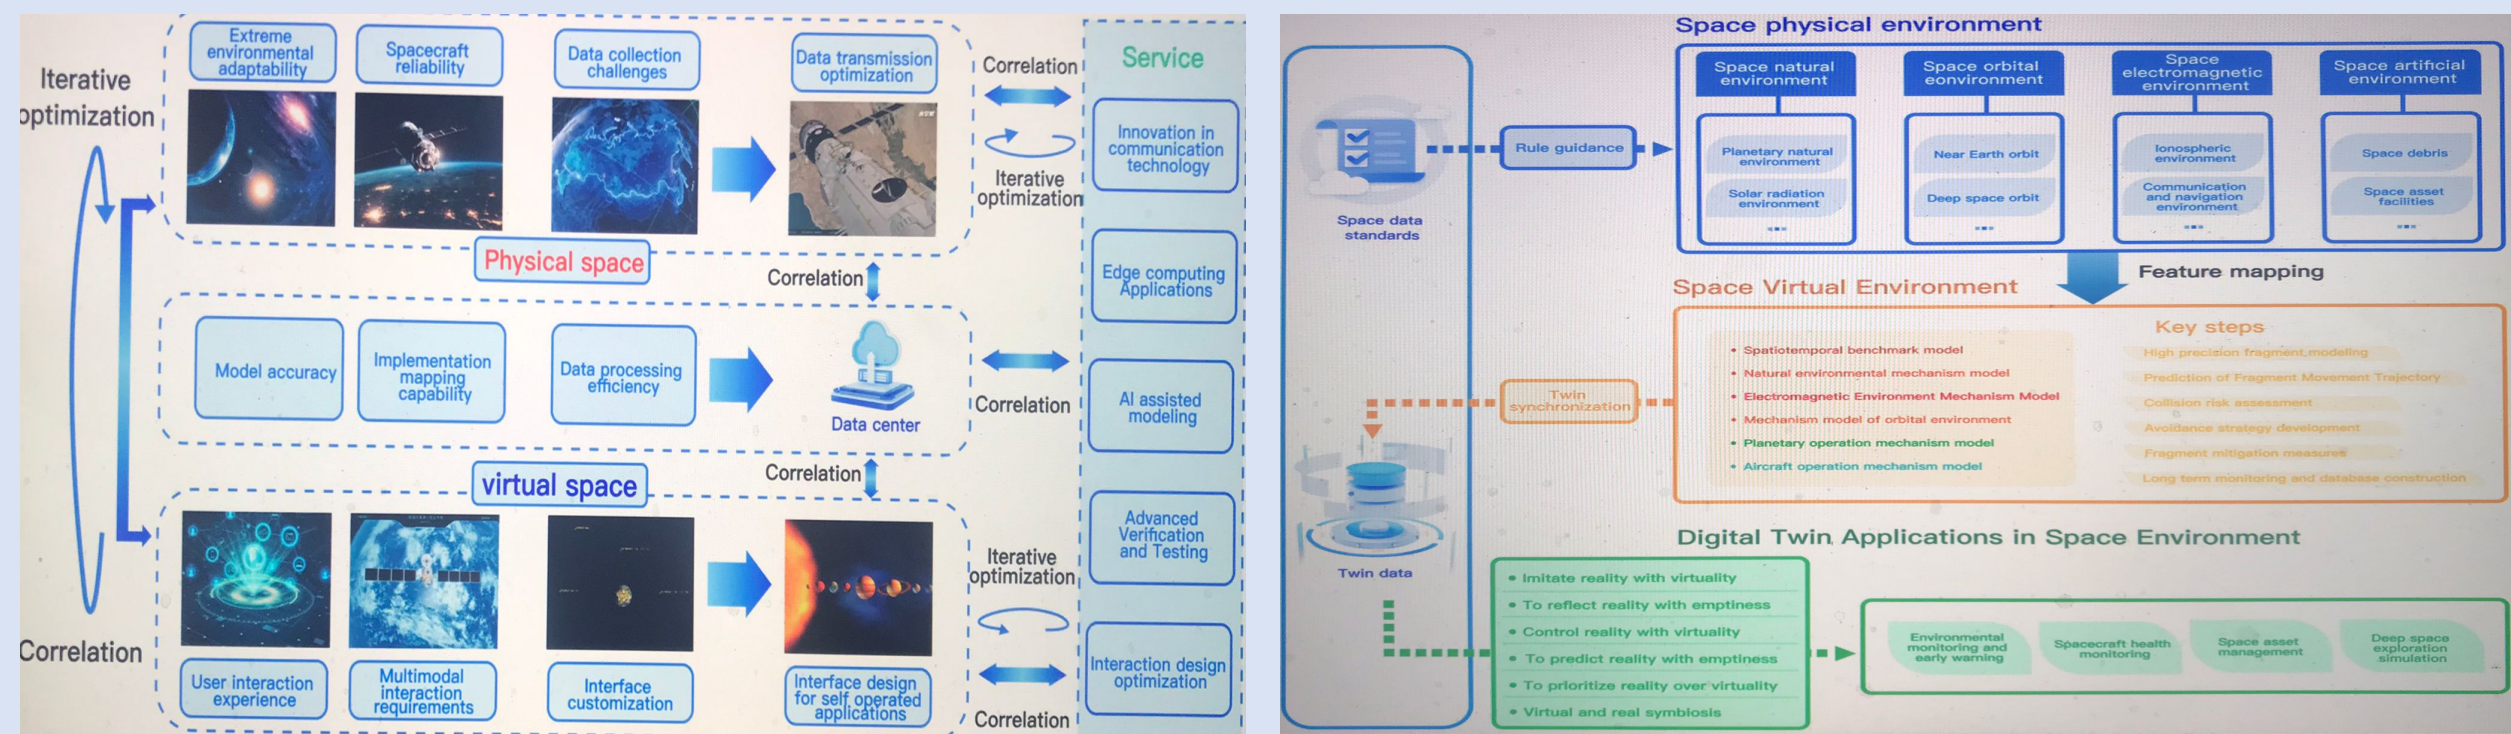 Iterative
optimization
Correlation
Extreme
environmental
adaptability
Spacecraft
reliability
Data collection
challenges
Data transmission
optimization
Physical space
Correlation
Model accuracy
Implementation
mapping
capability
Data processing
efficiency
Data center
Correlation
virtual space
User interaction
experience
Multimodal
interaction
requirements
Interface
customization
Interface design
for self operated
applications
Correlation
Iterative
optimization
Correlation
Iterative
optimization
Correlation
Service
Innovation in
communication
technology
Edge computing
Applications
AI assisted
modeling
Advanced
Verification
and Testing
Interaction design
optimization
Space data
standards
Rule guidance
Space physical environment
Space natural
environment
Planetary natural
environment
Solar radiation
environment
Space orbital
eonvironment
Near Earth orbit
Deep space orbit
Space
electromagnetic
environment
Ionospheric
environment
Communication
and navigation
environment
Space artificial
environment
Space debris
Space asset
facilities
Feature mapping
Space Virtual Environment
• Spatiotemporal benchmark model
• Natural environmental mechanism model
• Electromagnetic Environment Mechanism Model
• Mechanism model of orbital environment
• Planetary operation mechanism model
• Aircraft operation mechanism model
Key steps
High precision fragment modeling
Prediction of Fragment Movement Trajectory
Collision risk assessment
Avoidance strategy development
Fragment mitigation measures
Long term monitoring and database construction
Twin
synchronization
Twin data
Digital Twin Applications in Space Environment
• Imitate reality with virtuality
• To reflect reality with emptiness
• Control reality with virtuality
• To predict reality with emptiness
• To prioritize reality over virtuality
• Virtual and real symbiosis
Environmental
monitoring and
early warning
Spacecraft health
monitoring
Space asset
management
Deep space
exploration
simulation